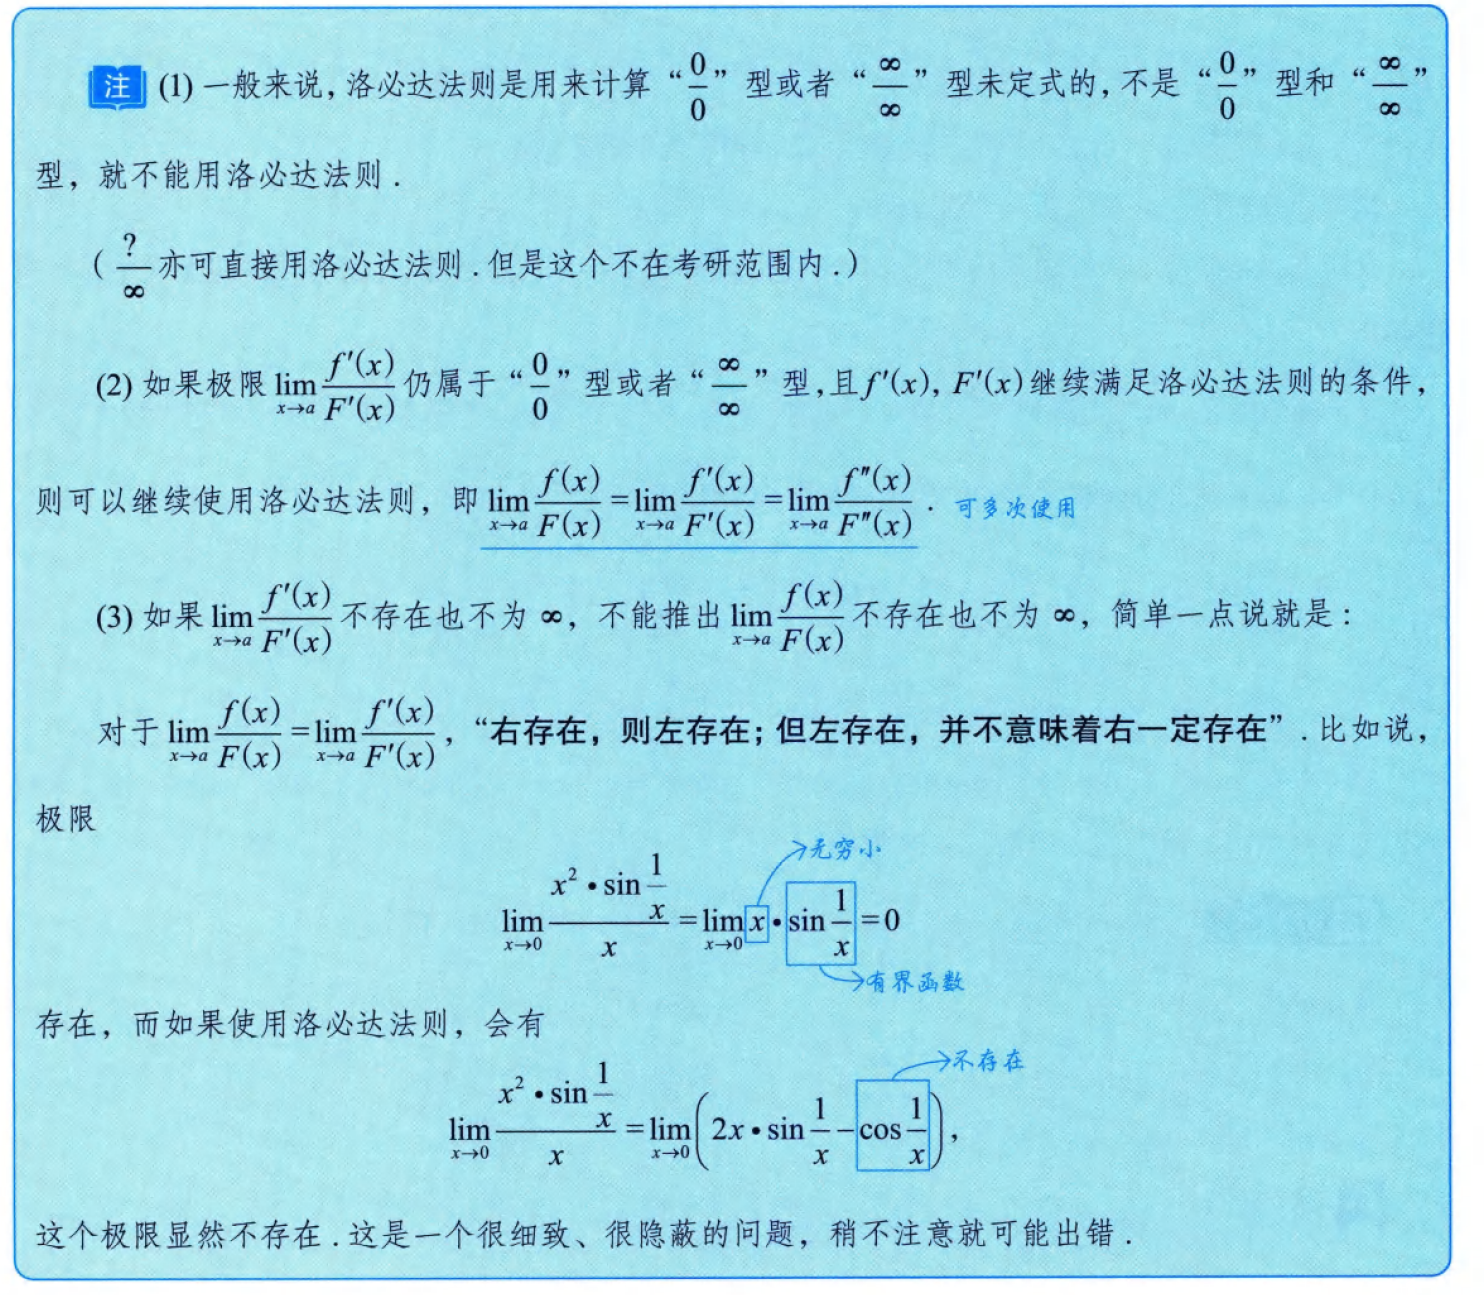 注 (1) 一般来说, 洛必达法则是用来计算 “$\frac{0}{0}$” 型或者 “$\frac{\infty}{\infty}$” 型未定式的, 不是 “$\frac{0}{0}$” 型和 “$\frac{\infty}{\infty}$”
型，就不能用洛必达法则.
($\frac{?}{\infty}$ 亦可直接用洛必达法则.但是这个不在考研范围内.)
(2) 如果极限 $\lim_{x \to a} \frac{f'(x)}{F'(x)}$ 仍属于 “$\frac{0}{0}$” 型或者 “$\frac{\infty}{\infty}$” 型,且 $f'(x)$, $F'(x)$ 继续满足洛必达法则的条件,
则可以继续使用洛必达法则，即 $\lim_{x \to a} \frac{f(x)}{F(x)} = \lim_{x \to a} \frac{f'(x)}{F'(x)} = \lim_{x \to a} \frac{f''(x)}{F''(x)}$. 可多次使用
(3) 如果 $\lim_{x \to a} \frac{f'(x)}{F'(x)}$ 不存在也不为 ∞，不能推出 $\lim_{x \to a} \frac{f(x)}{F(x)}$ 不存在也不为 ∞，简单一点说就是：
对于 $\lim_{x \to a} \frac{f(x)}{F(x)} = \lim_{x \to a} \frac{f'(x)}{F'(x)}$，“右存在，则左存在；但左存在，并不意味着右一定存在”.比如说，
极限
无穷小
$\lim_{x \to 0} \frac{x^2 \cdot \sin \frac{1}{x}}{x} = \lim_{x \to 0} x \cdot \sin \frac{1}{x} = 0$
有界函数
存在，而如果使用洛必达法则，会有
不存在
$\lim_{x \to 0} \frac{x^2 \cdot \sin \frac{1}{x}}{x} = \lim_{x \to 0} \left( 2x \cdot \sin \frac{1}{x} - \cos \frac{1}{x} \right)$,
这个极限显然不存在.这是一个很细致、很隐蔽的问题，稍不注意就可能出错.